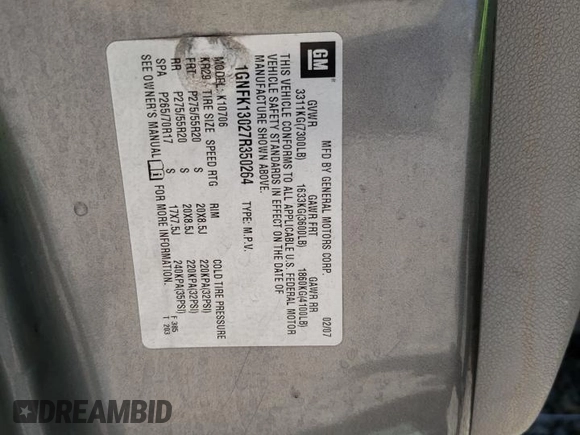 GM
MFD BY GENERAL MOTORS CORP. 02/07
GVWR GAWR FRT GAWR RR
3311KG(7300LB) 1633KG(3600LB) 1860KG(4100LB)
THIS VEHICLE CONFORMS TO ALL APPLICABLE U.S. FEDERAL MOTOR
VEHICLE SAFETY STANDARDS IN EFFECT ON THE DATE OF
MANUFACTURE SHOWN ABOVE.
1GNFK13027R350264 TYPE: M.P.V.
MODEL: K10706
KR29 TIRE SIZE SPEED RTG RIM COLD TIRE PRESSURE
FRT P275/55R20 S 20X8.5J 220KPA(32PSI)
RR P275/55R20 S 20X8.5J 220KPA(32PSI)
SPA P265/70R17 S 17X7.5J 240KPA(35PSI)
SEE OWNER'S MANUAL FOR MORE INFORMATION.
F 385
T 203
DREAMBID